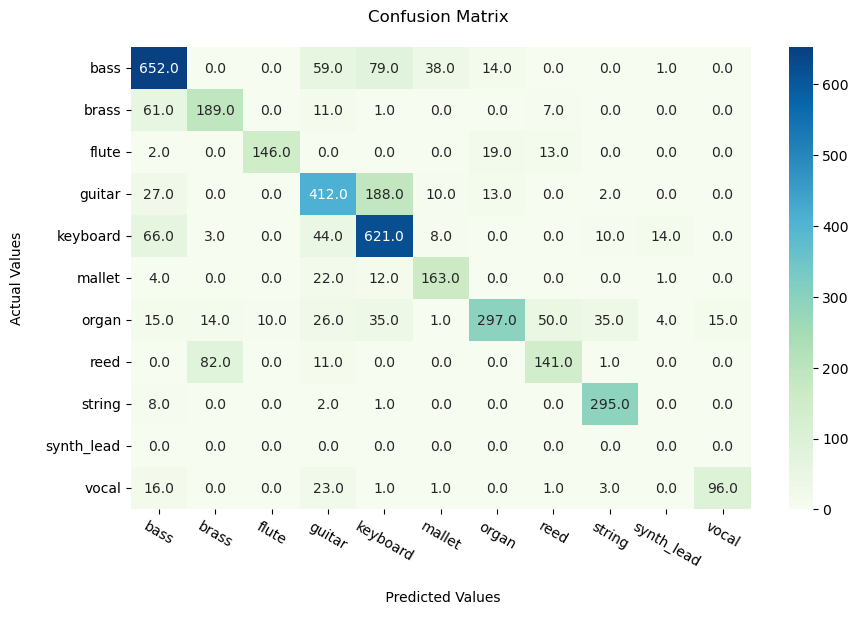 Confusion Matrix
Actual Values
bass 652.0 0.0 0.0 59.0 79.0 38.0 14.0 0.0 0.0 1.0 0.0
brass 61.0 189.0 0.0 11.0 1.0 0.0 0.0 7.0 0.0 0.0 0.0
flute 2.0 0.0 146.0 0.0 0.0 0.0 19.0 13.0 0.0 0.0 0.0
guitar 27.0 0.0 0.0 412.0 188.0 10.0 13.0 0.0 2.0 0.0 0.0
keyboard 66.0 3.0 0.0 44.0 621.0 8.0 0.0 0.0 10.0 14.0 0.0
mallet 4.0 0.0 0.0 22.0 12.0 163.0 0.0 0.0 0.0 1.0 0.0
organ 15.0 14.0 10.0 26.0 35.0 1.0 297.0 50.0 35.0 4.0 15.0
reed 0.0 82.0 0.0 11.0 0.0 0.0 0.0 141.0 1.0 0.0 0.0
string 8.0 0.0 0.0 2.0 1.0 0.0 0.0 0.0 295.0 0.0 0.0
synth_lead 0.0 0.0 0.0 0.0 0.0 0.0 0.0 0.0 0.0 0.0 0.0
vocal 16.0 0.0 0.0 23.0 1.0 1.0 0.0 1.0 3.0 0.0 96.0
bass brass flute guitar keyboard mallet organ reed string synth_lead vocal
Predicted Values
600
500
400
300
200
100
0